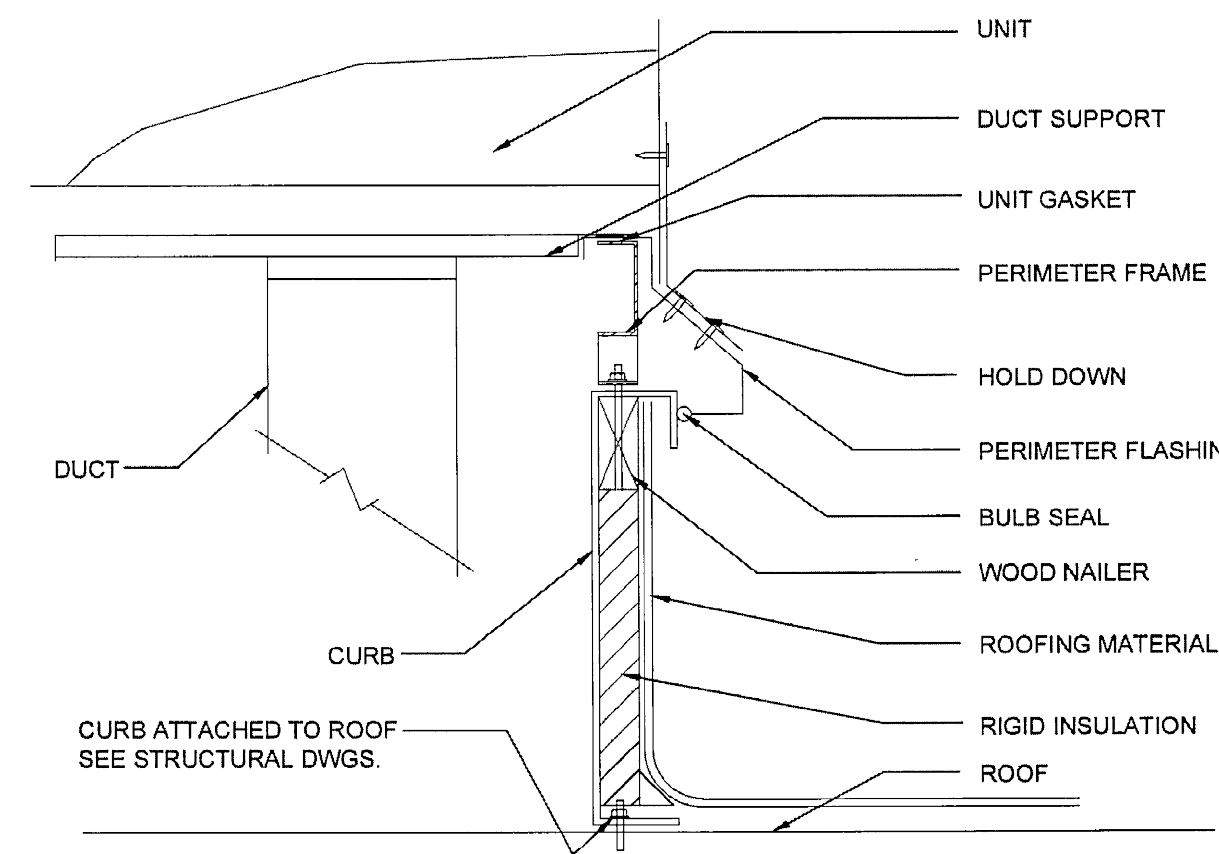 UNIT
DUCT SUPPORT
UNIT GASKET
PERIMETER FRAME
HOLD DOWN
PERIMETER FLASHIN
BULB SEAL
WOOD NAILER
ROOFING MATERIAL
RIGID INSULATION
ROOF
DUCT
CURB
CURB ATTACHED TO ROOF
SEE STRUCTURAL DWGS.